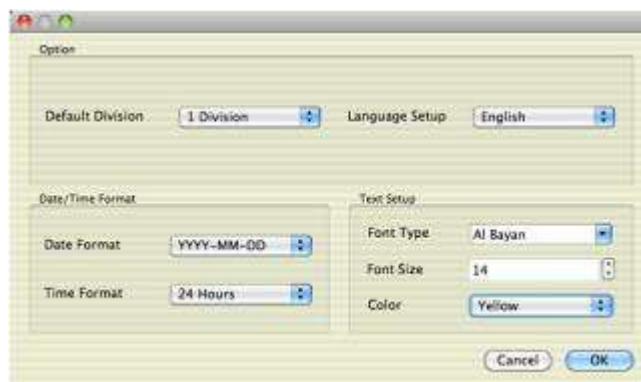 Option
Default Division 1 Division Language Setup English
Date/Time Format
Date Format YYYY-MM-DD
Time Format 24 Hours
Text Setup
Font Type Al Bayan
Font Size 14
Color Yellow
Cancel OK